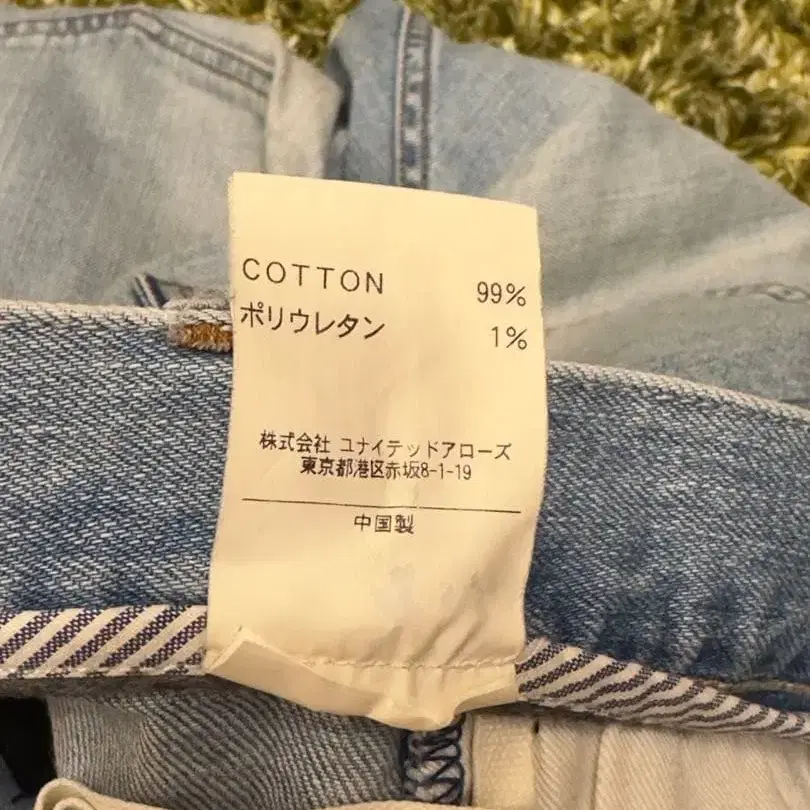 COTTON 99%
ポリウレタン 1%
株式会社 ユナイテッドアローズ
東京都港区赤坂8-1-19
中国製